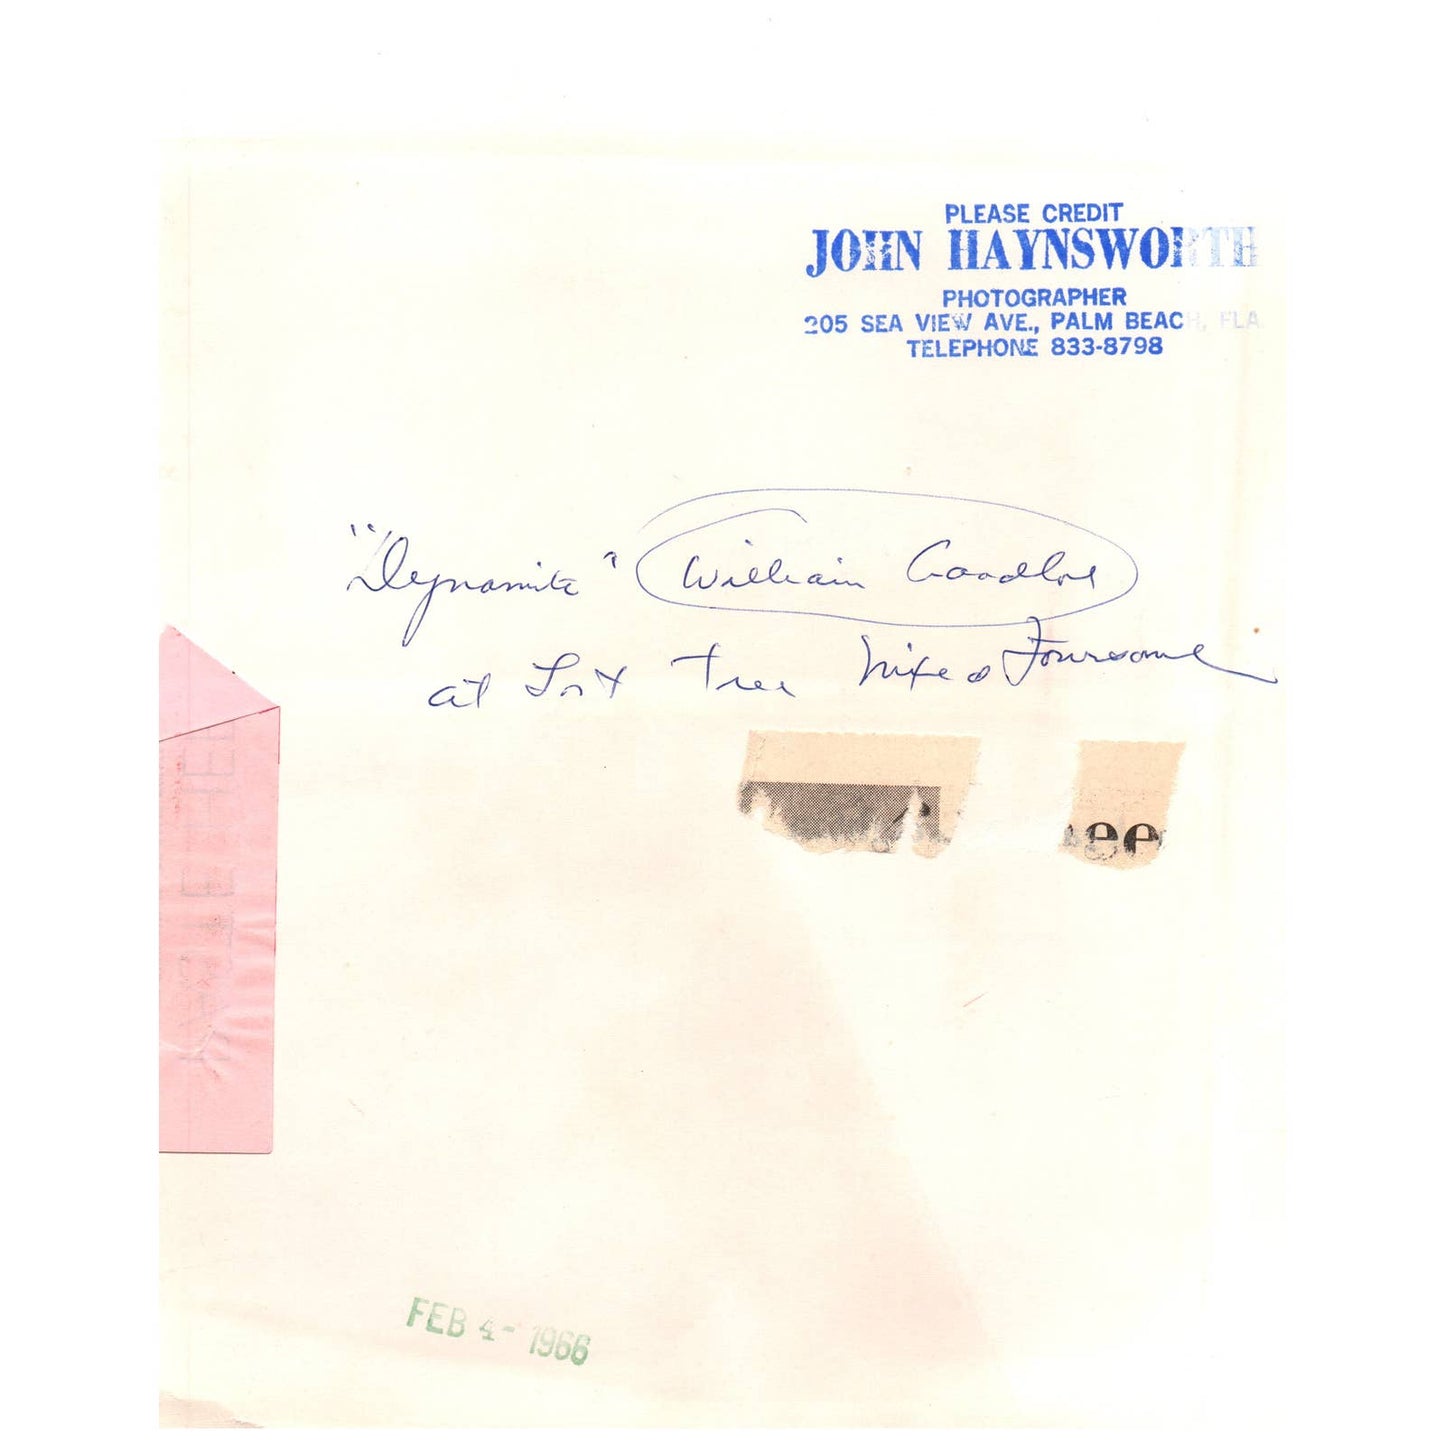 PLEASE CREDIT
JOHN HAYNSWORTH
PHOTOGRAPHER
205 SEA VIEW AVE., PALM BEACH, FLA
TELEPHONE 833-8798
"Dynamite" William Goodloe
at Lost Tree Mixed Foursome
ee
FEB 4 - 1966